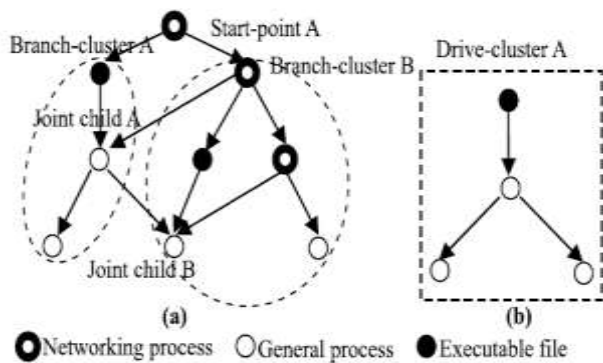 Start-point A
Branch-cluster A
Branch-cluster B
Joint child A
Joint child B
(a)
Drive-cluster A
(b)
Networking process
General process
Executable file